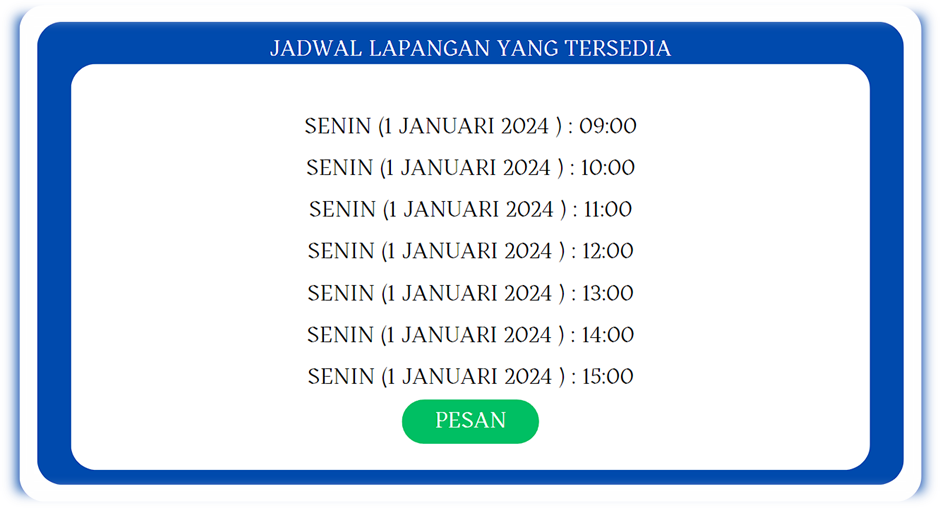 JADWAL LAPANGAN YANG TERSEDIA
SENIN (1 JANUARI 2024 ) : 09:00
SENIN (1 JANUARI 2024 ) : 10:00
SENIN (1 JANUARI 2024 ) : 11:00
SENIN (1 JANUARI 2024 ) : 12:00
SENIN (1 JANUARI 2024 ) : 13:00
SENIN (1 JANUARI 2024 ) : 14:00
SENIN (1 JANUARI 2024 ) : 15:00
PESAN